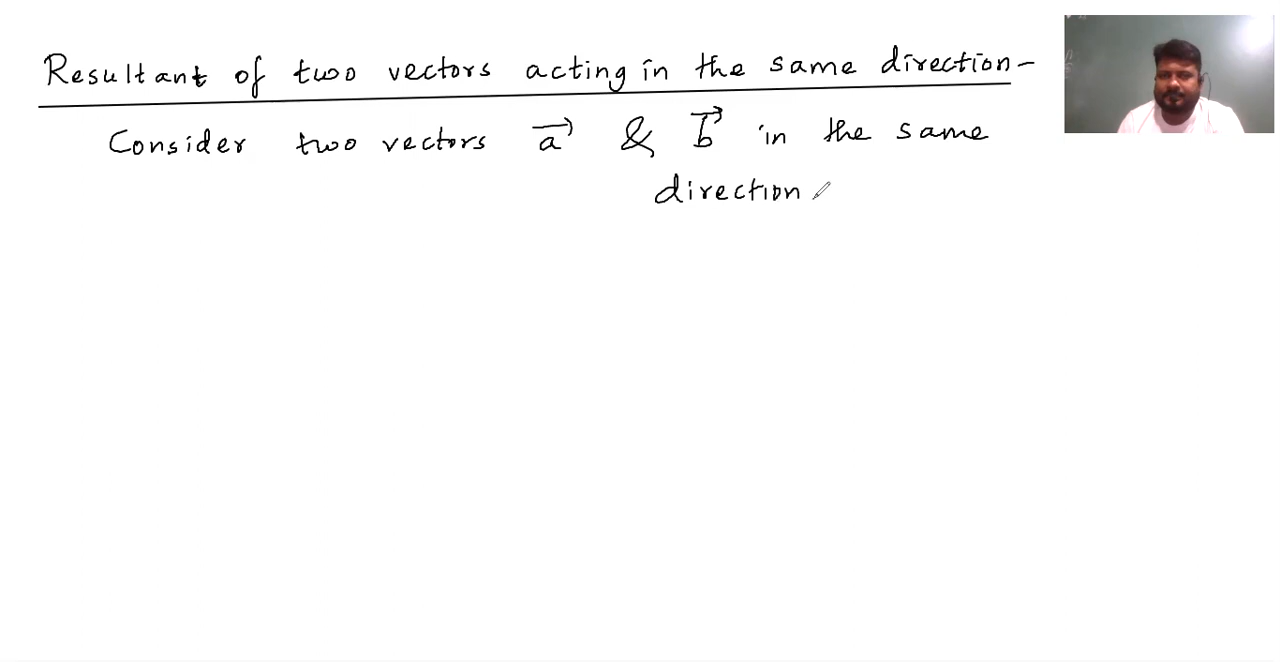 Resultant of two vectors acting in the same direction-
Consider two vectors a⃗ & b⃗ in the same
direction